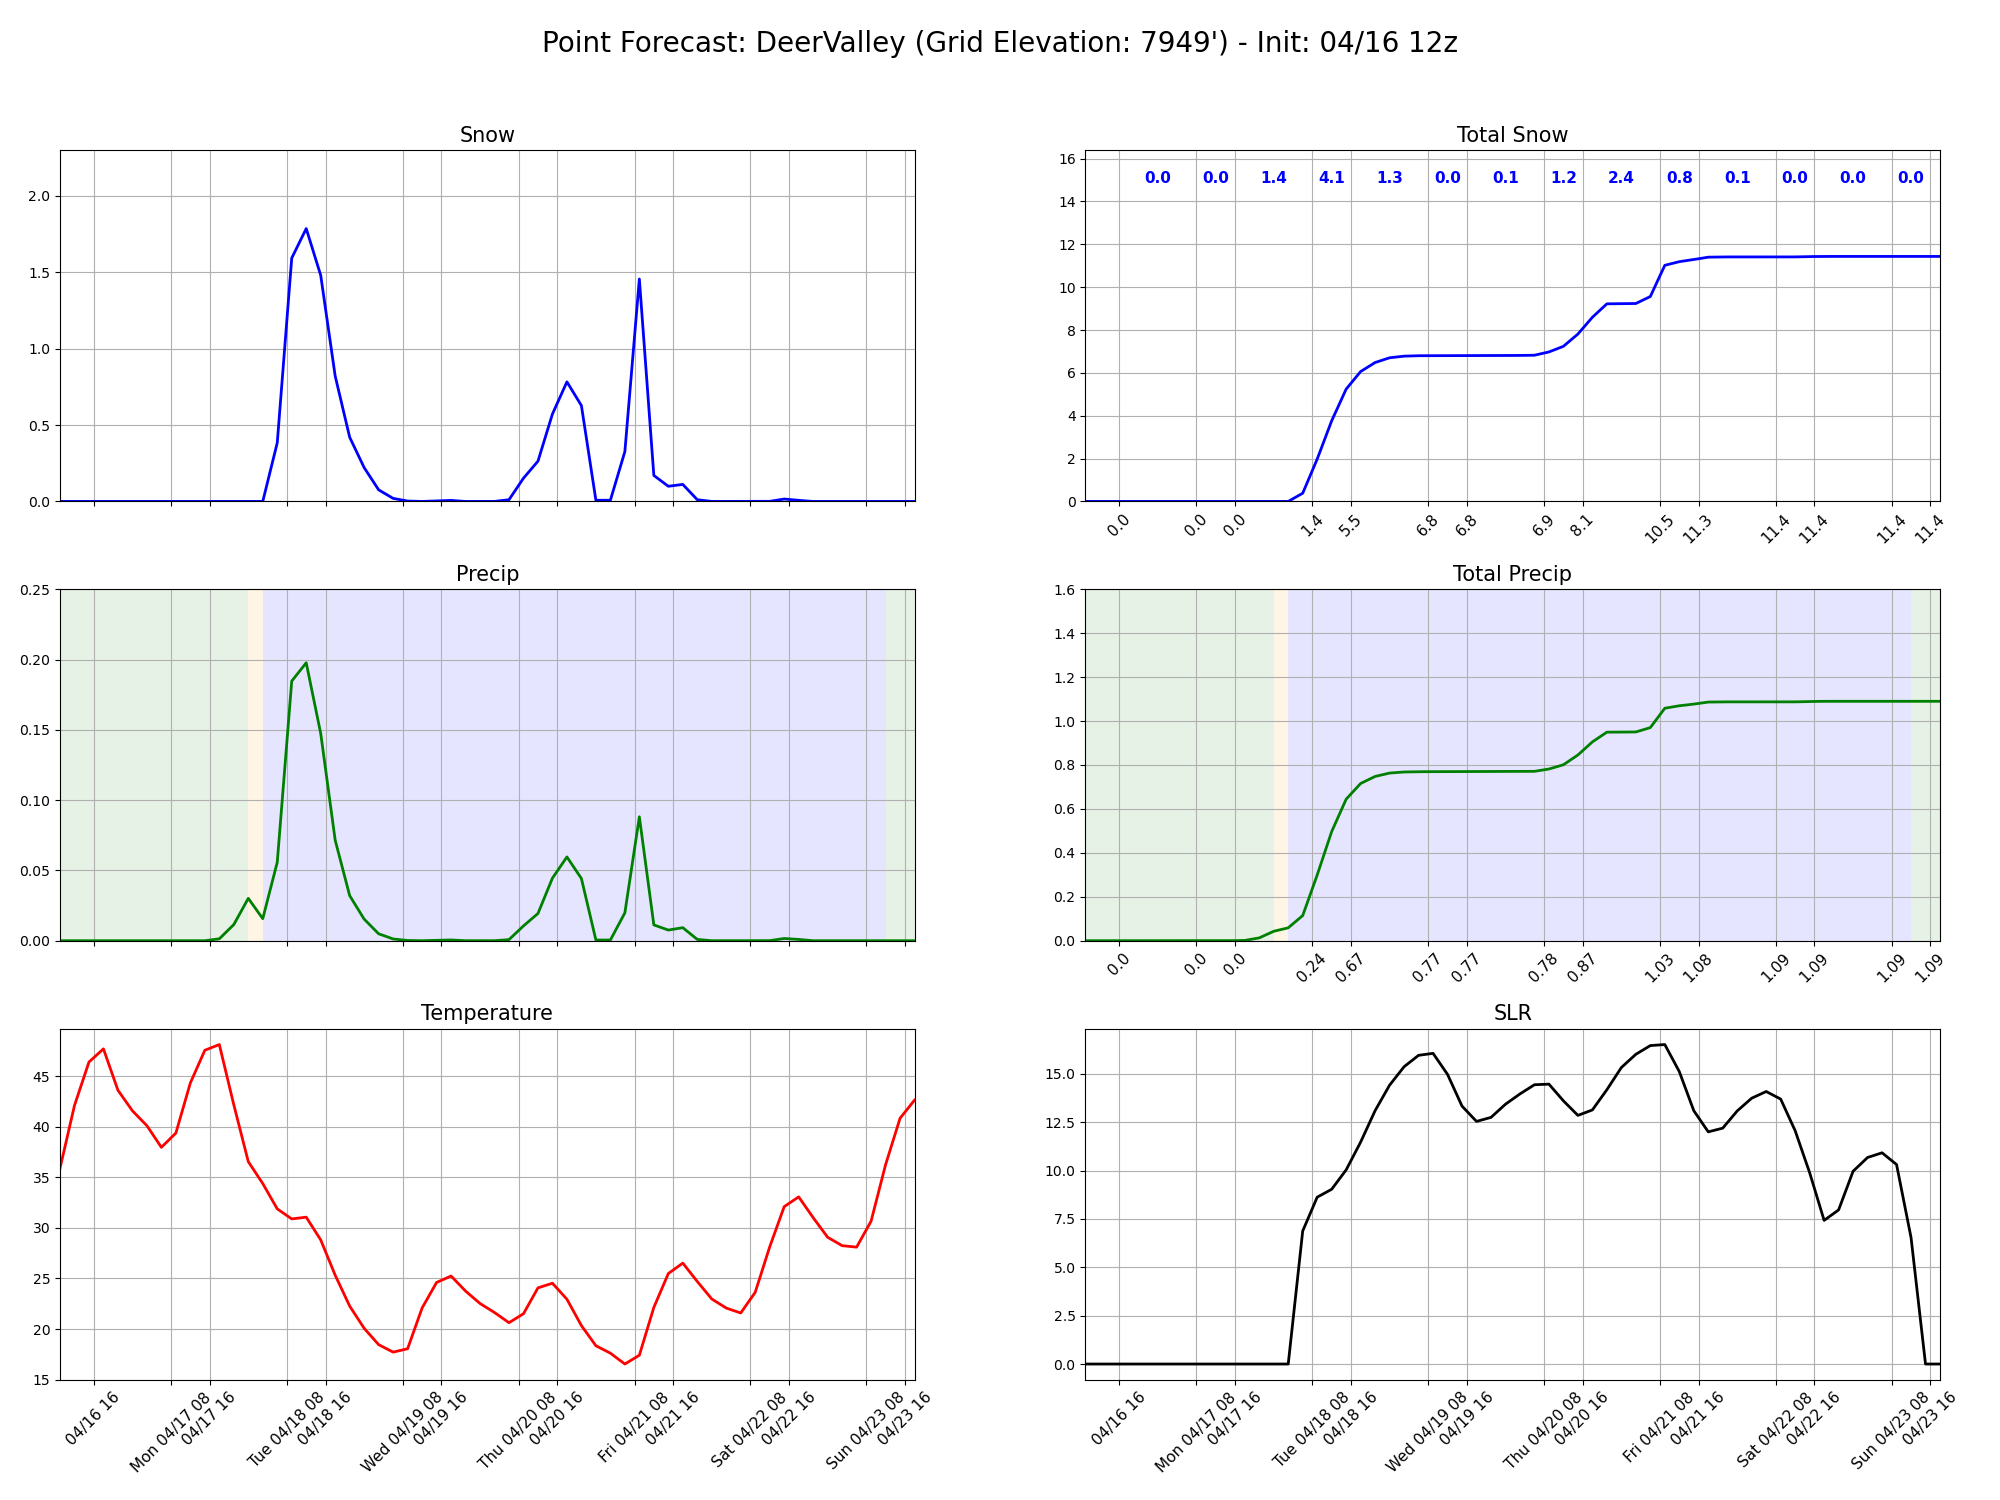 Point Forecast: DeerValley (Grid Elevation: 7949') - Init: 04/16 12z
Snow
2.0
1.5
1.0
0.5
0.0
Total Snow
16
14
12
10
8
6
4
2
0
0.0 0.0 1.4 4.1 1.3 0.0 0.1 1.2 2.4 0.8 0.1 0.0 0.0 0.0
0.0 0.0 0.0 1.4 5.5 6.8 6.8 6.9 8.1 10.5 11.3 11.4 11.4 11.4 11.4
Precip
0.25
0.20
0.15
0.10
0.05
0.00
Total Precip
1.6
1.4
1.2
1.0
0.8
0.6
0.4
0.2
0.0
0.0 0.0 0.0 0.24 0.67 0.77 0.77 0.78 0.87 1.03 1.08 1.09 1.09 1.09 1.09
Temperature
45
40
35
30
25
20
15
04/16 16
Mon 04/17 08
04/17 16
Tue 04/18 08
04/18 16
Wed 04/19 08
04/19 16
Thu 04/20 08
04/20 16
Fri 04/21 08
04/21 16
Sat 04/22 08
04/22 16
Sun 04/23 08
04/23 16
SLR
15.0
12.5
10.0
7.5
5.0
2.5
0.0
04/16 16
Mon 04/17 08
04/17 16
Tue 04/18 08
04/18 16
Wed 04/19 08
04/19 16
Thu 04/20 08
04/20 16
Fri 04/21 08
04/21 16
Sat 04/22 08
04/22 16
Sun 04/23 08
04/23 16